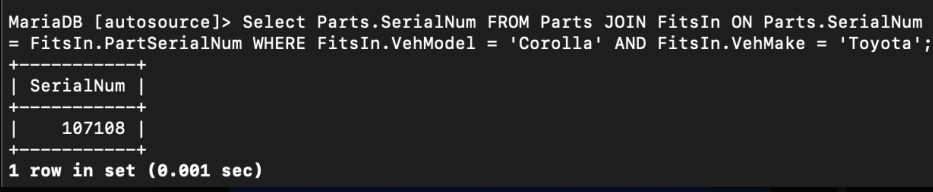 MariaDB [autosource]> Select Parts.SerialNum FROM Parts JOIN FitsIn ON Parts.SerialNum
= FitsIn.PartSerialNum WHERE FitsIn.VehModel = 'Corolla' AND FitsIn.VehMake = 'Toyota';
+-----------+
| SerialNum |
+-----------+
|    107108 |
+-----------+
1 row in set (0.001 sec)